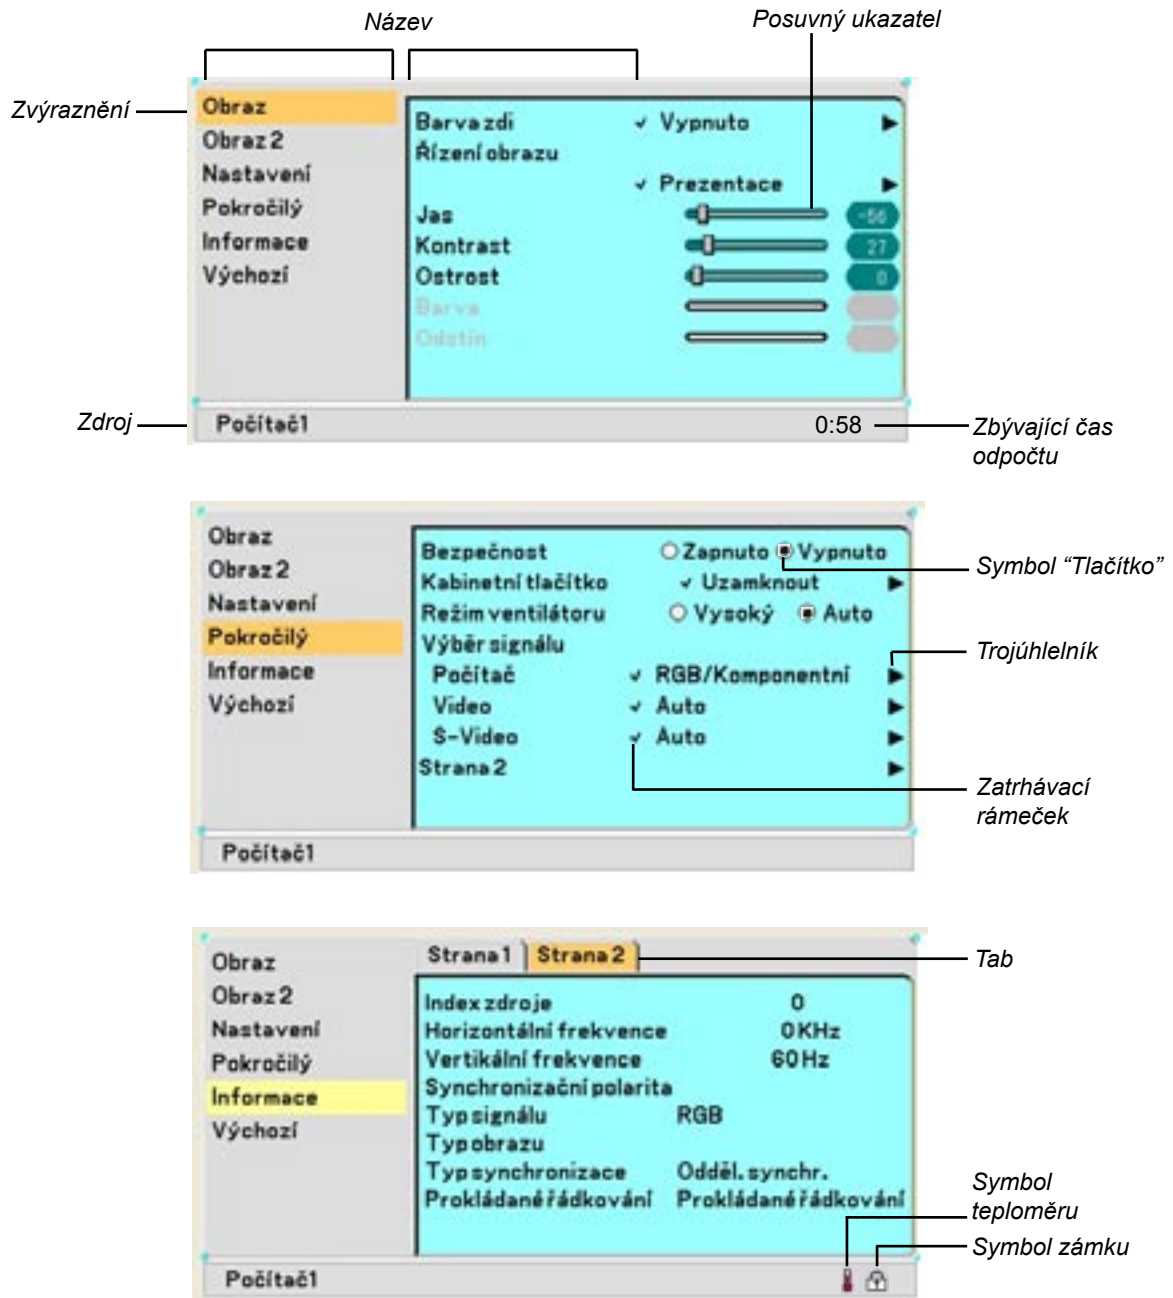 Název
Posuvný ukazatel
Zvýraznění
Obraz
Obraz 2
Nastavení
Pokročilý
Informace
Výchozí
Barva zdi Vypnuto
Řízení obrazu
Prezentace
Jas -56
Kontrast 27
Ostrost 0
Barva
Odstín
Zdroj
Počítač1 0:58
Zbývající čas
odpočtu
Obraz
Obraz 2
Nastavení
Pokročilý
Informace
Výchozí
Bezpečnost Zapnuto Vypnuto
Kabinetní tlačítko Uzamknout
Režim ventilátoru Vysoký Auto
Výběr signálu
Počítač RGB/Komponentní
Video Auto
S-Video Auto
Strana 2
Symbol “Tlačítko”
Trojúhlelník
Zatrhávací
rámeček
Počítač1
Obraz
Obraz 2
Nastavení
Pokročilý
Informace
Výchozí
Strana 1 Strana 2
Tab
Index zdroje 0
Horizontální frekvence 0 KHz
Vertikální frekvence 60 Hz
Synchronizační polarita
Typ signálu RGB
Typ obrazu
Typ synchronizace Odděl. synchr.
Prokládané řádkování Prokládané řádkování
Symbol
teploměru
Symbol zámku
Počítač1